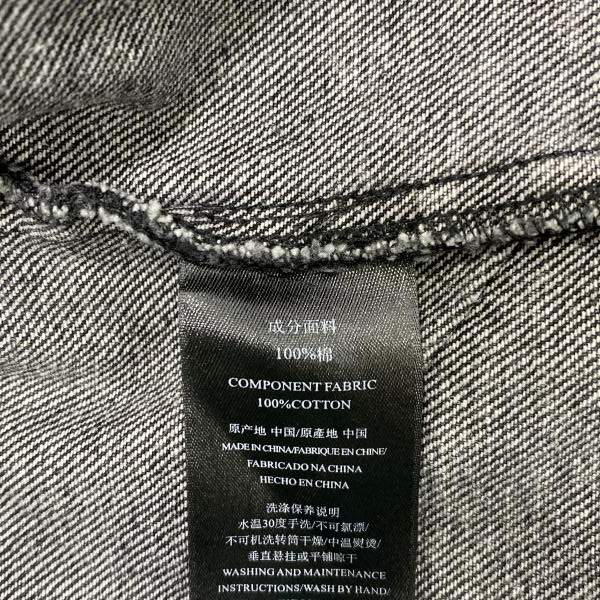 成分面料
100%棉
COMPONENT FABRIC
100%COTTON
原产地 中国/原產地 中国
MADE IN CHINA/FABRIQUE EN CHINE/
FABRICADO NA CHINA
HECHO EN CHINA
洗涤保养说明
水温30度手洗/不可氯漂/
不可机洗转筒干燥/中温熨烫/
垂直悬挂或平铺晾干
WASHING AND MAINTENANCE
INSTRUCTIONS/WASH BY HAND/